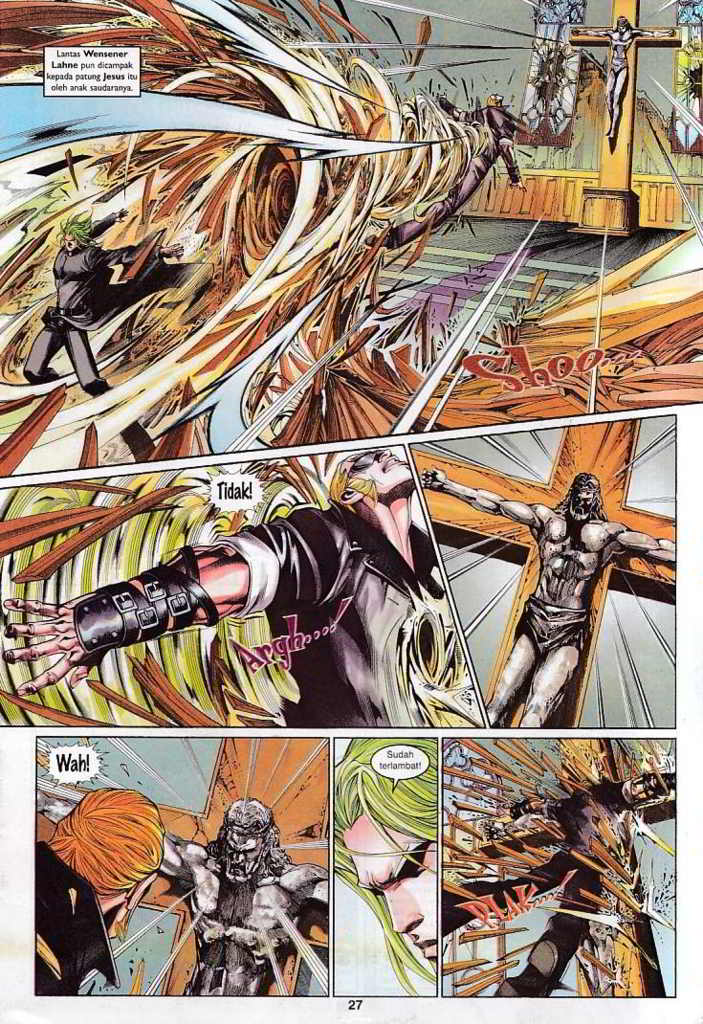 Lantas Wensener
Lahne pun dicampak
kepada patung Jesus itu
oleh anak saudaranya.
Shoo...
Tidak!
Argh....!
Wah!
Sudah
terlambat!
PLAK...!
27